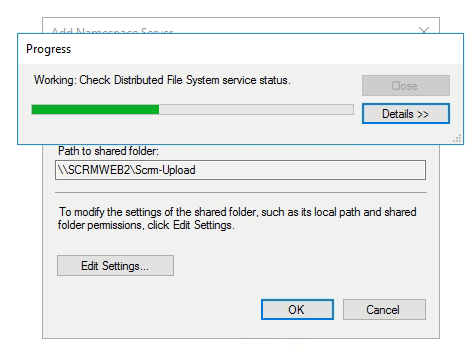 Add Namespace Server
Progress
Working: Check Distributed File System service status.
Close
Details >>
Path to shared folder:
\\SCRMWEB2\Scrm-Upload
To modify the settings of the shared folder, such as its local path and shared
folder permissions, click Edit Settings.
Edit Settings...
OK
Cancel